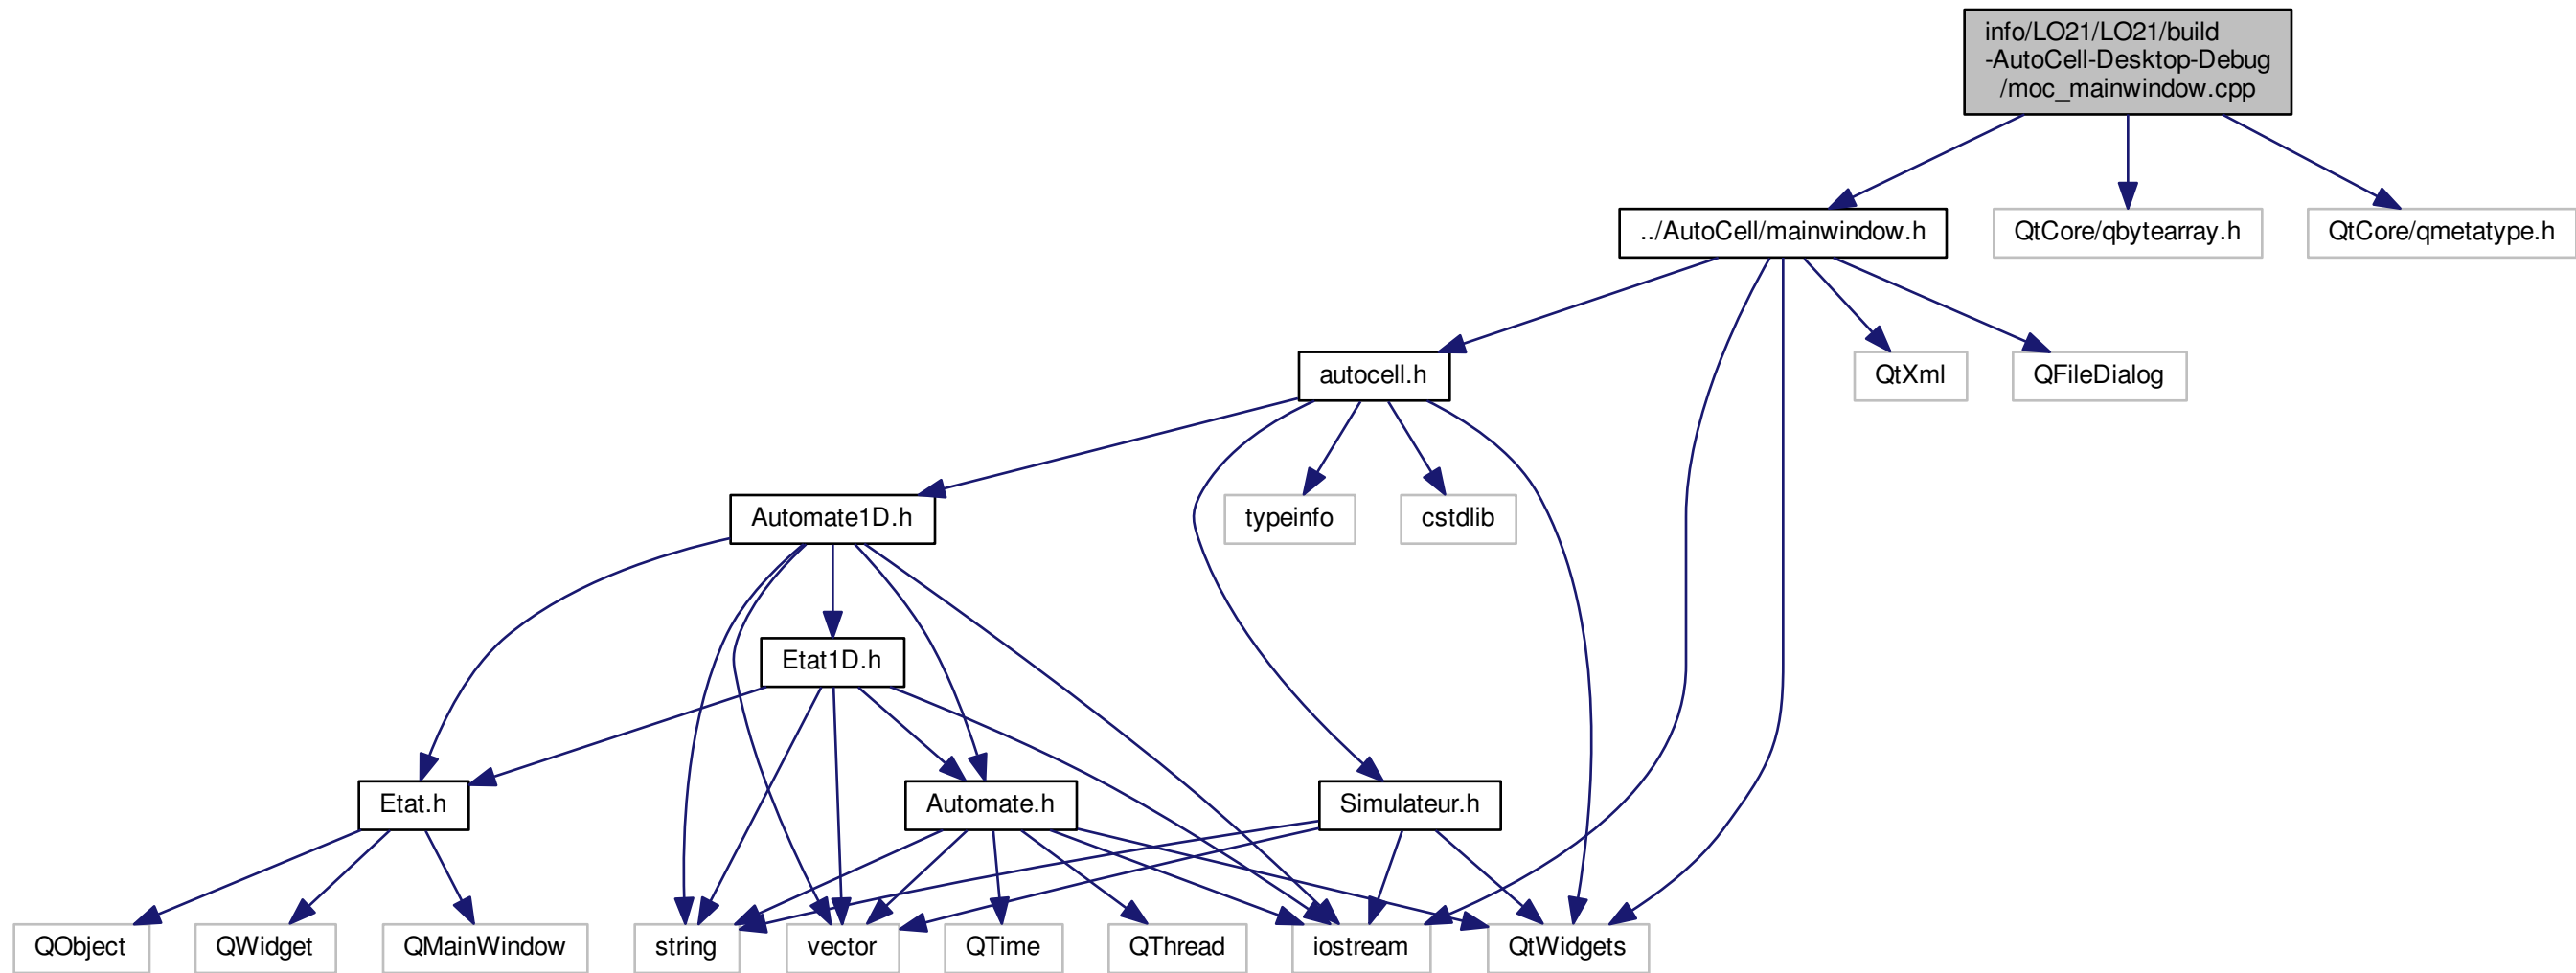 info/LO21/LO21/build
-AutoCell-Desktop-Debug
/moc_mainwindow.cpp
../AutoCell/mainwindow.h
QtCore/qbytearray.h
QtCore/qmetatype.h
autocell.h
QtXml
QFileDialog
Automate1D.h
typeinfo
cstdlib
Etat1D.h
Etat.h
Automate.h
Simulateur.h
QObject
QWidget
QMainWindow
string
vector
QTime
QThread
iostream
QtWidgets